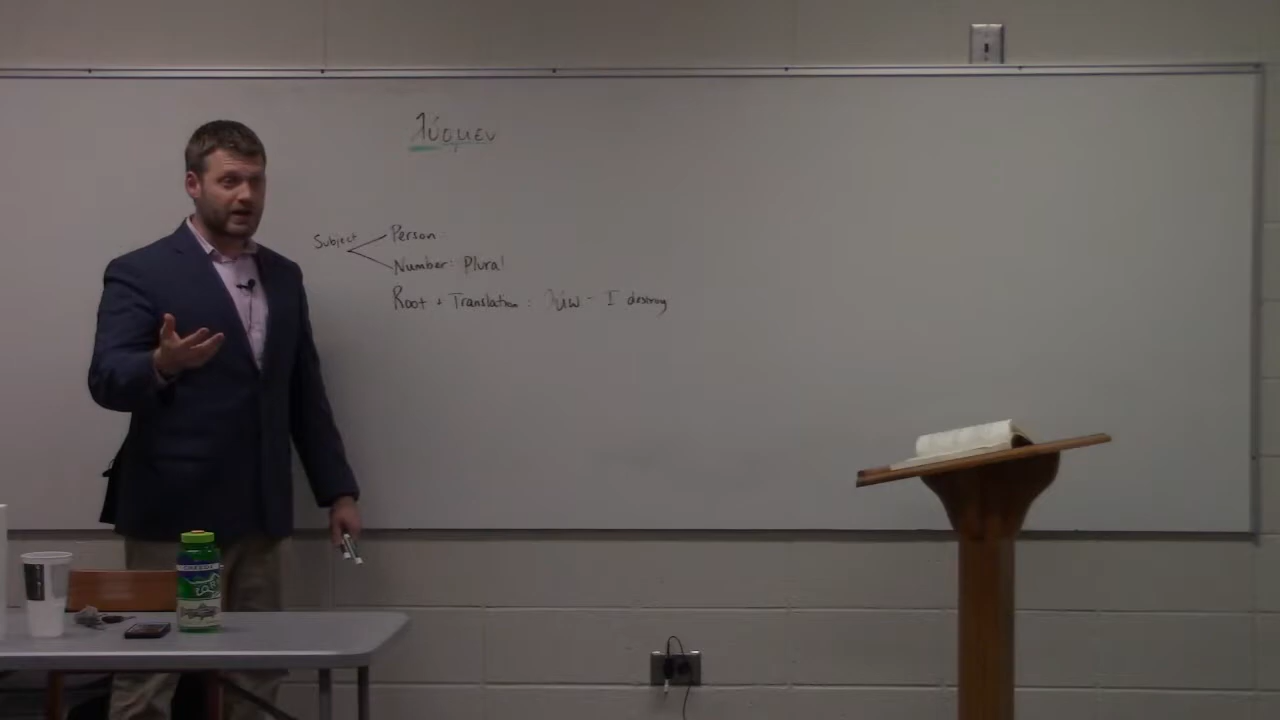 λύομεν
Subject
Person:
Number: Plural
Root + Translation: λύω - I destroy